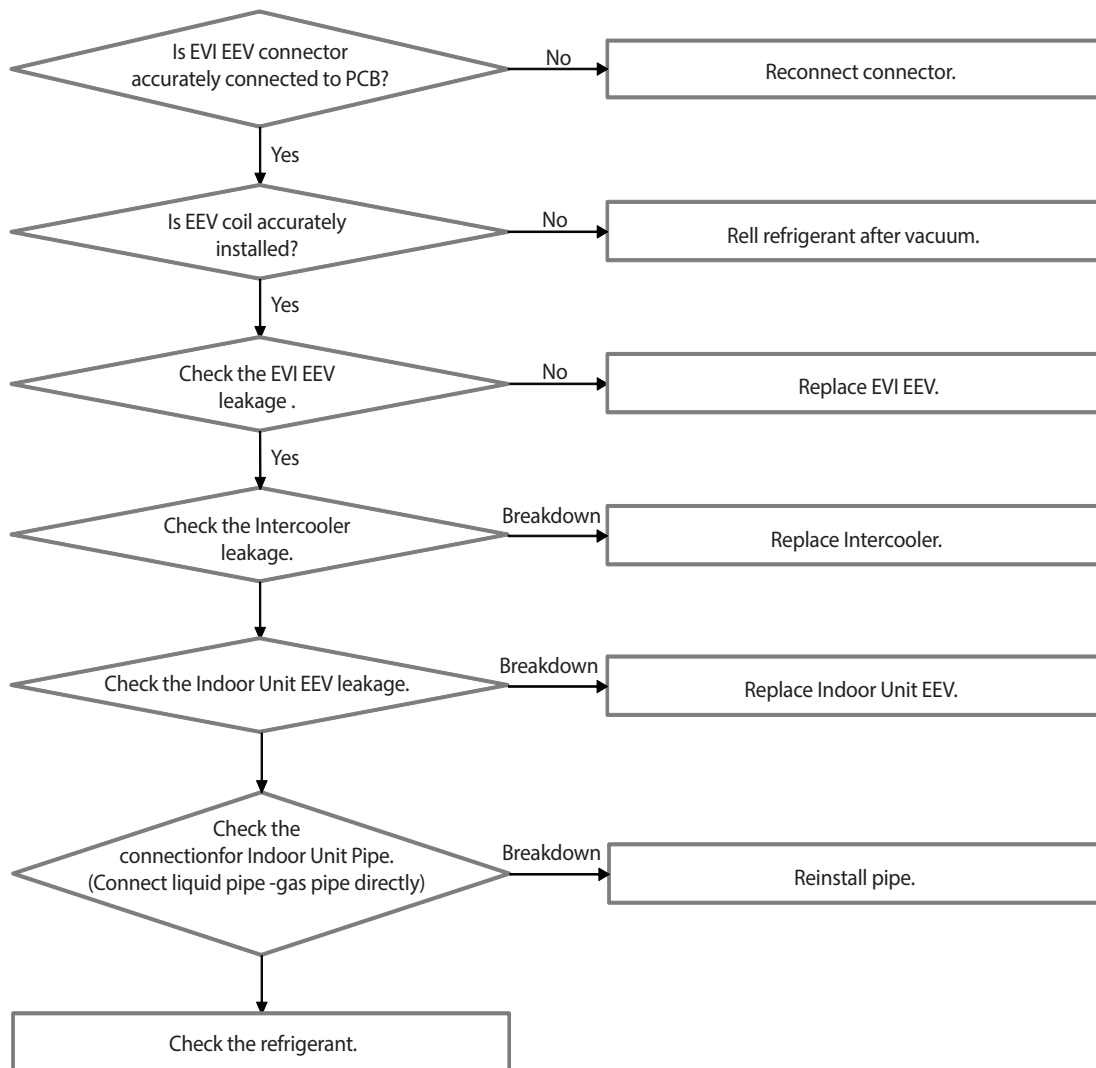 Is EVI EEV connector
accurately connected to PCB?
No
Reconnect connector.
Yes
Is EEV coil accurately
installed?
No
Rell refrigerant after vacuum.
Yes
Check the EVI EEV
leakage .
No
Replace EVI EEV.
Yes
Check the Intercooler
leakage.
Breakdown
Replace Intercooler.
Check the Indoor Unit EEV leakage.
Breakdown
Replace Indoor Unit EEV.
Check the
connectionfor Indoor Unit Pipe.
(Connect liquid pipe -gas pipe directly)
Breakdown
Reinstall pipe.
Check the refrigerant.